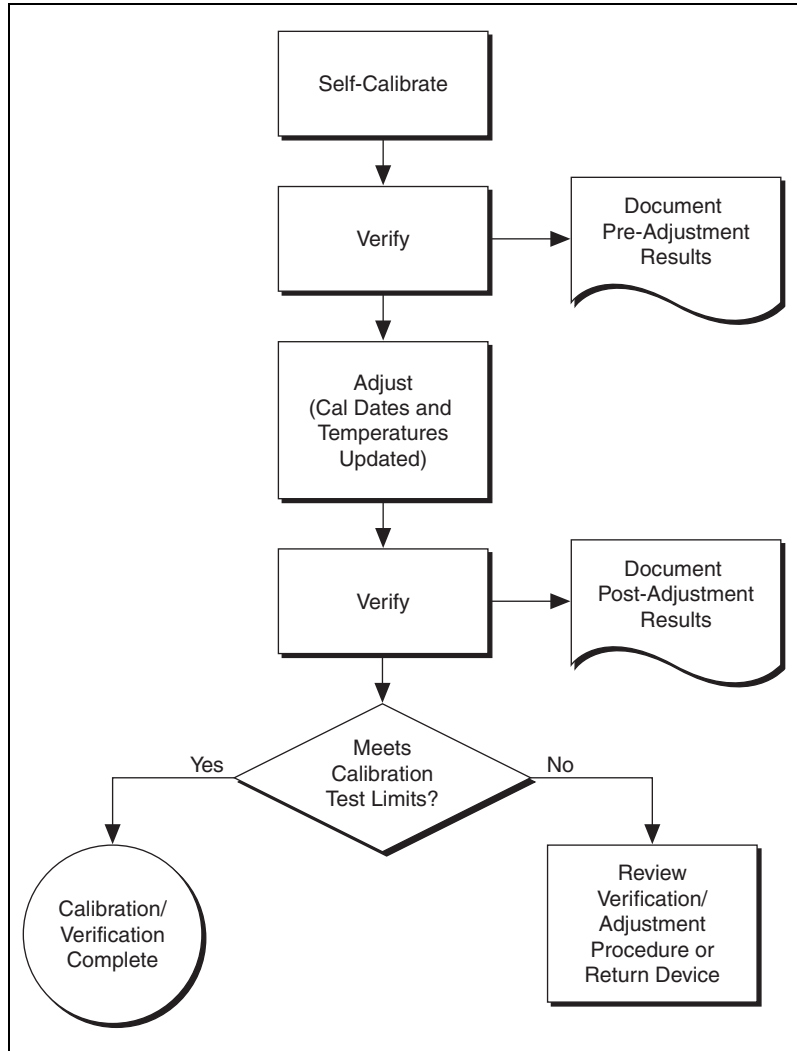 Self-Calibrate
Verify
Document
Pre-Adjustment
Results
Adjust
(Cal Dates and
Temperatures
Updated)
Verify
Document
Post-Adjustment
Results
Meets
Calibration
Test Limits?
Yes
No
Calibration/
Verification
Complete
Review
Verification/
Adjustment
Procedure or
Return Device